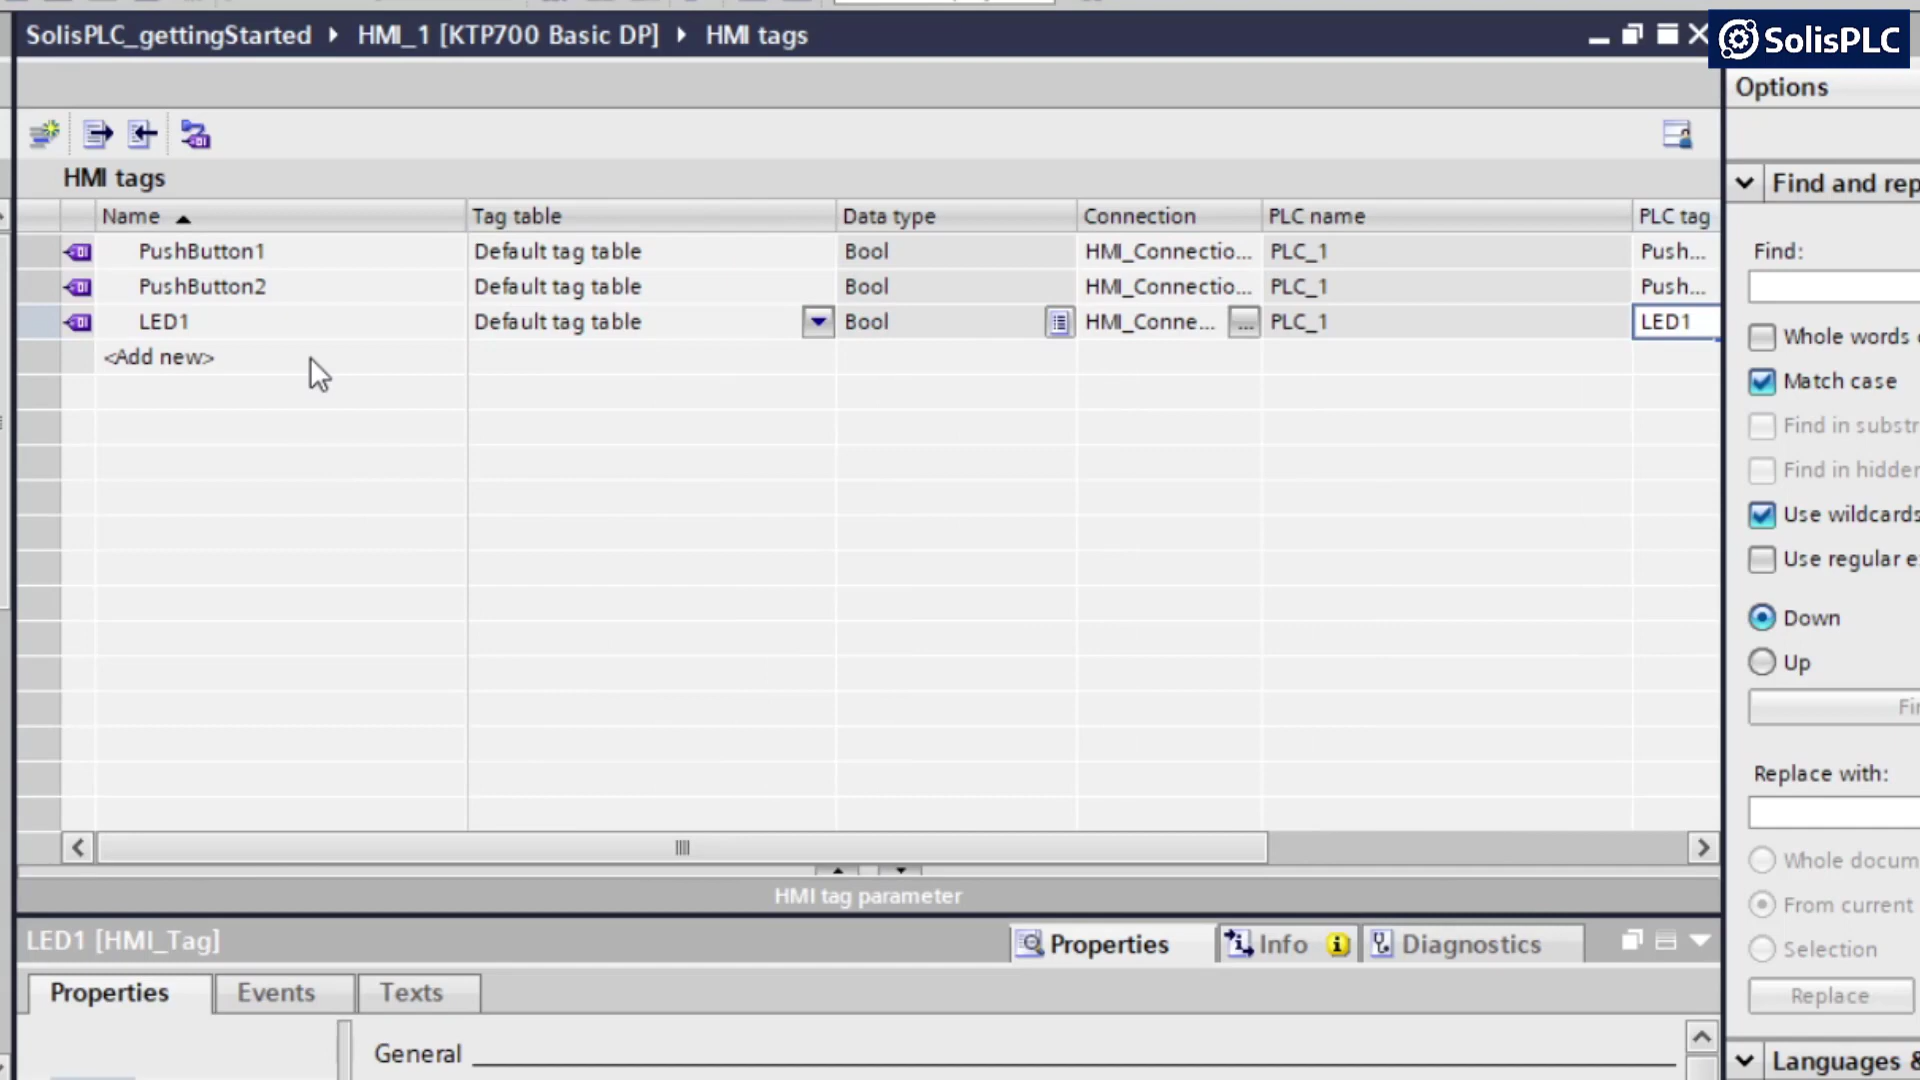 SolisPLC_gettingStarted ▸ HMI_1 [KTP700 Basic DP] ▸ HMI tags
SolisPLC
Options
HMI tags
Name Tag table Data type Connection PLC name PLC tag
PushButton1 Default tag table Bool HMI_Connectio... PLC_1 Push...
PushButton2 Default tag table Bool HMI_Connectio... PLC_1 Push...
LED1 Default tag table Bool HMI_Conne... ... PLC_1 LED1
<Add new>
HMI tag parameter
LED1 [HMI_Tag]
Properties Info Diagnostics
Properties Events Texts
General
Find and rep
Find:
Whole words
Match case
Find in substr
Find in hidder
Use wildcards
Use regular e
Down
Up
Fi
Replace with:
Whole docum
From current
Selection
Replace
Languages &